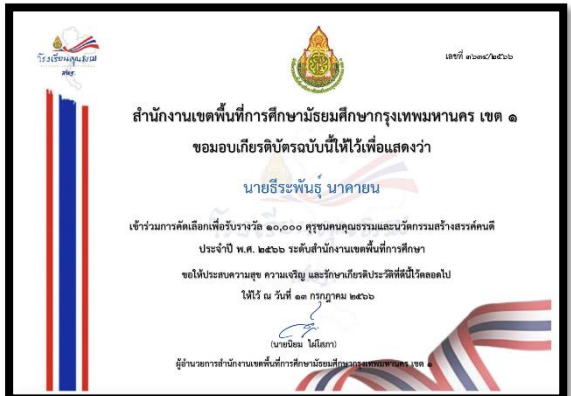 โรงเรียนคุณธรรม
สพฐ.
เลขที่ ๓๖๓๘/๒๕๖๖
สำนักงานเขตพื้นที่การศึกษามัธยมศึกษากรุงเทพมหานคร เขต ๑
ขอมอบเกียรติบัตรฉบับนี้ให้ไว้เพื่อแสดงว่า
นายธีระพันธุ์ นาคายน
เข้าร่วมการคัดเลือกเพื่อรับรางวัล ๑๐,๐๐๐ คุรุชนคนคุณธรรมและนวัตกรรมสร้างสรรค์คนดี
ประจำปี พ.ศ. ๒๕๖๖ ระดับสำนักงานเขตพื้นที่การศึกษา
ขอให้ประสบความสุข ความเจริญ และรักษาเกียรติประวัติที่ดีนี้ไว้ตลอดไป
ให้ไว้ ณ วันที่ ๑๓ กรกฎาคม ๒๕๖๖
(นายนิยม ไผ่โสภา)
ผู้อำนวยการสำนักงานเขตพื้นที่การศึกษามัธยมศึกษากรุงเทพมหานคร เขต ๑